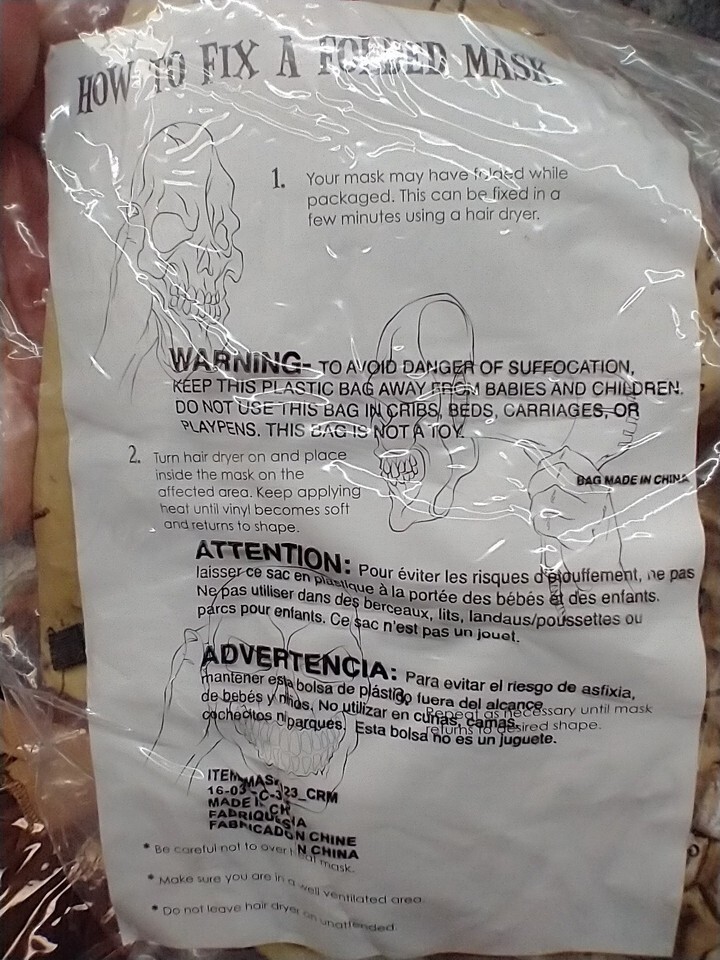 HOW TO FIX A FOLDED MASK
1. Your mask may have folded while
packaged. This can be fixed in a
few minutes using a hair dryer.
WARNING- TO AVOID DANGER OF SUFFOCATION,
KEEP THIS PLASTIC BAG AWAY FROM BABIES AND CHILDREN.
DO NOT USE THIS BAG IN CRIBS, BEDS, CARRIAGES, OR
PLAYPENS. THIS BAG IS NOT A TOY.
BAG MADE IN CHINA
2. Turn hair dryer on and place
inside the mask on the
affected area. Keep applying
heat until vinyl becomes soft
and returns to shape.
ATTENTION: Pour éviter les risques d'éjouffement, ne pas
laisser ce sac en plastique à la portée des bébés et des enfants.
Ne pas utiliser dans des berceaux, lits, landaus/poussettes ou
parcs pour enfants. Ce sac n'est pas un jouet.
ADVERTENCIA: Para evitar el riesgo de asfixia,
mantener esta bolsa de plástico fuera del alcance
de bebés y niños. No utilizar en cunas, camas,
cochecitos ni parques. Esta bolsa no es un juguete.
Repeat as necessary until mask
returns to desired shape.
MADE
FABRICADO EN CHINA
* Be careful not to over heat mask.
* Make sure you are in a well ventilated area.
* Do not leave hair dryer on unattended.